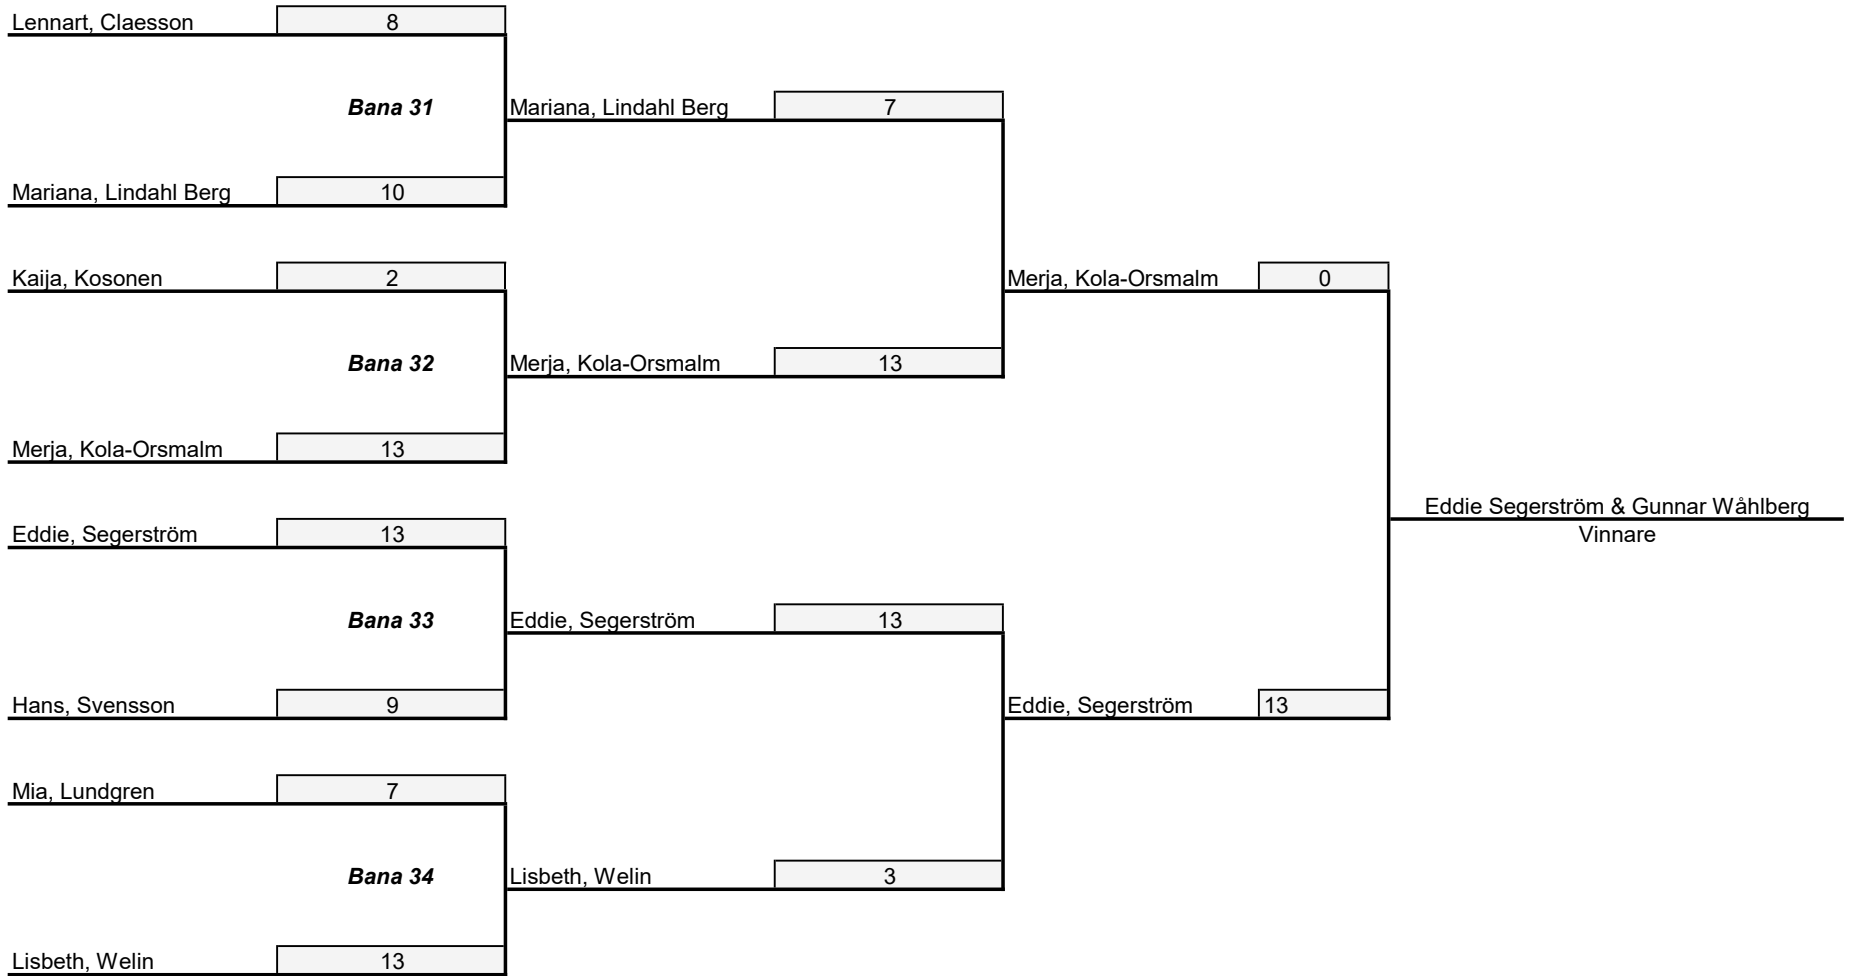 Lennart, Claesson 8
Bana 31 Mariana, Lindahl Berg 7
Mariana, Lindahl Berg 10
Kaija, Kosonen 2 Merja, Kola-Orsmalm 0
Bana 32 Merja, Kola-Orsmalm 13
Merja, Kola-Orsmalm 13
Eddie Segerström & Gunnar Wåhlberg
Eddie, Segerström 13 Vinnare
Bana 33 Eddie, Segerström 13
Hans, Svensson 9 Eddie, Segerström 13
Mia, Lundgren 7
Bana 34 Lisbeth, Welin 3
Lisbeth, Welin 13